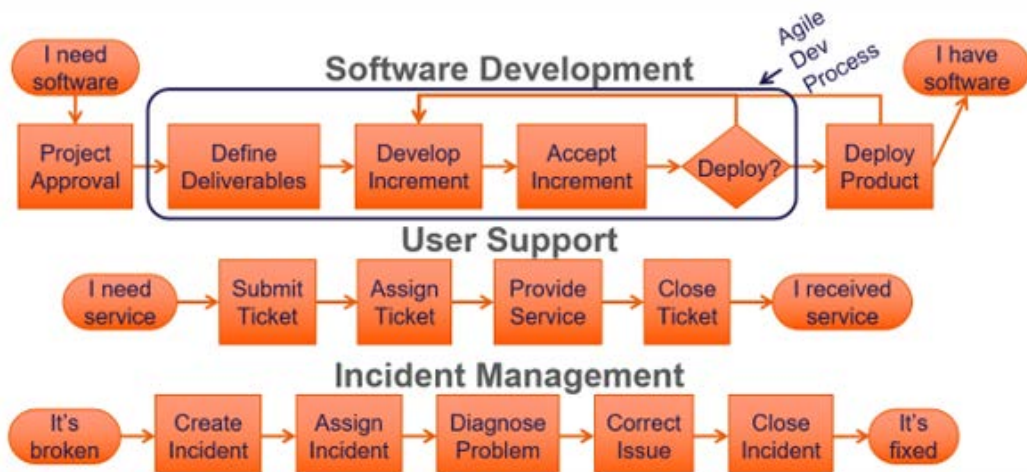 I need
software
Software Development
Agile
Dev
Process
I have
software
Project
Approval
Define
Deliverables
Develop
Increment
Accept
Increment
Deploy?
Deploy
Product
User Support
I need
service
Submit
Ticket
Assign
Ticket
Provide
Service
Close
Ticket
I received
service
Incident Management
It's
broken
Create
Incident
Assign
Incident
Diagnose
Problem
Correct
Issue
Close
Incident
It's
fixed